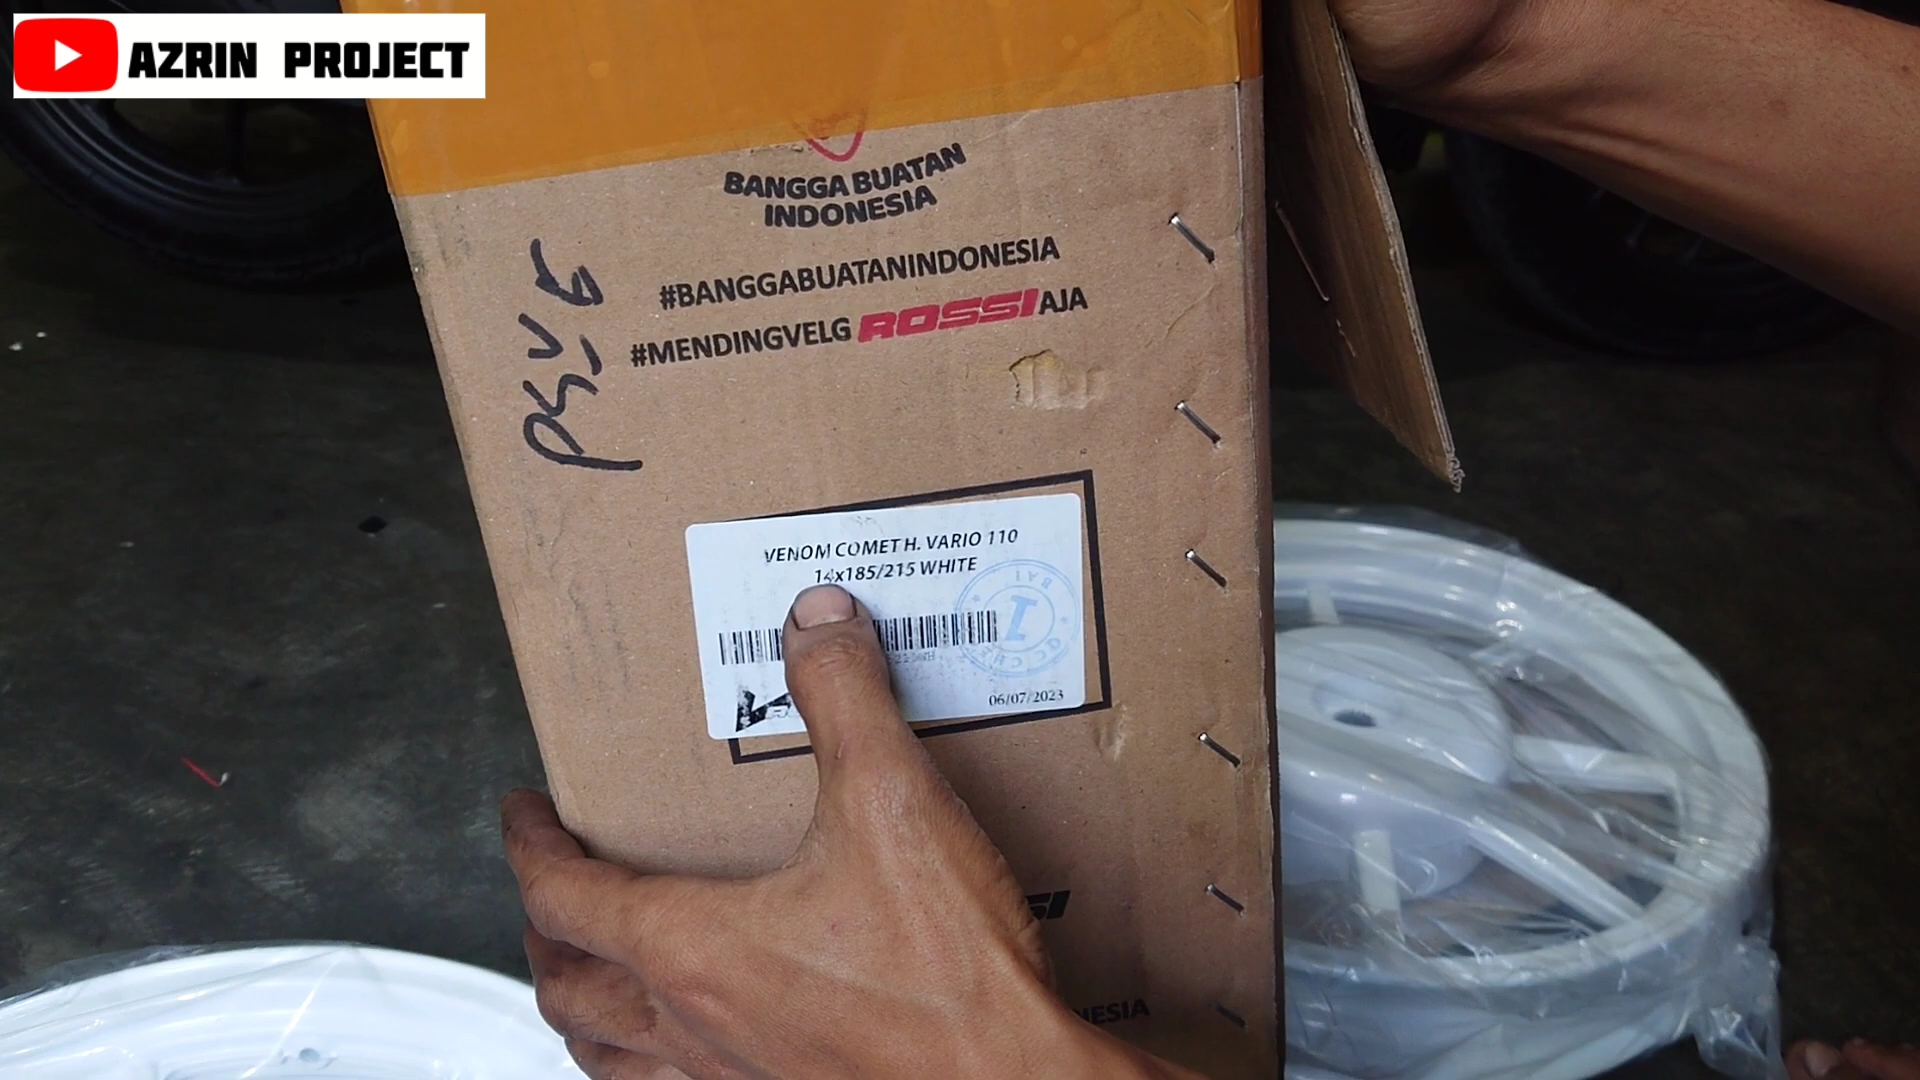 AZRIN PROJECT
BANGGA BUATAN
INDONESIA
#BANGGABUATANINDONESIA
#MENDINGVELG ROSSI AJA
VENOM COMET H. VARIO 110
14x185/215 WHITE
1
06/07/2023